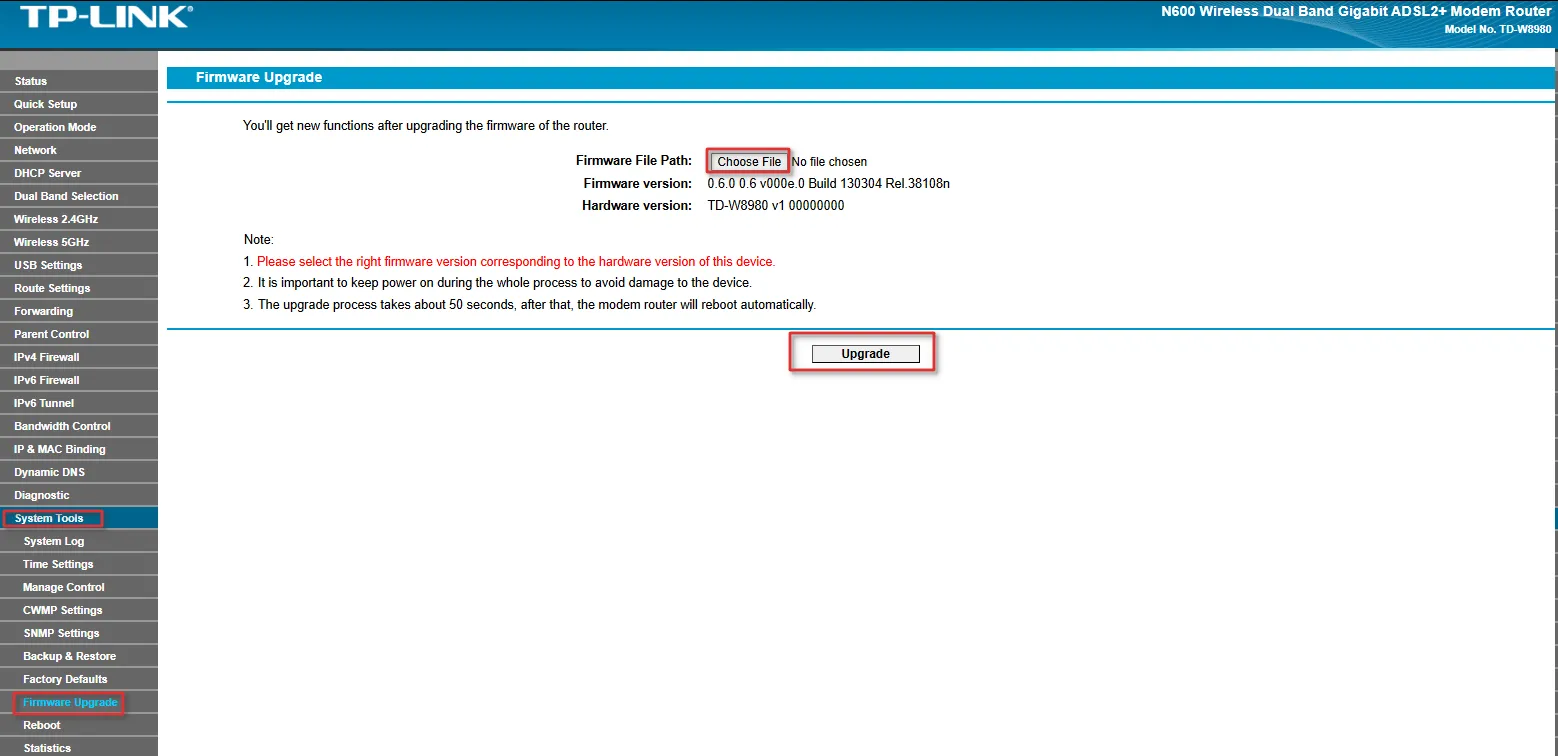 TP-LINK®
N600 Wireless Dual Band Gigabit ADSL2+ Modem Router
Model No. TD-W8980
Status
Quick Setup
Operation Mode
Network
DHCP Server
Dual Band Selection
Wireless 2.4GHz
Wireless 5GHz
USB Settings
Route Settings
Forwarding
Parent Control
IPv4 Firewall
IPv6 Firewall
IPv6 Tunnel
Bandwidth Control
IP & MAC Binding
Dynamic DNS
Diagnostic
System Tools
System Log
Time Settings
Manage Control
CWMP Settings
SNMP Settings
Backup & Restore
Factory Defaults
Firmware Upgrade
Reboot
Statistics
Firmware Upgrade
You'll get new functions after upgrading the firmware of the router.
Firmware File Path: Choose File No file chosen
Firmware version: 0.6.0 0.6 v000e.0 Build 130304 Rel.38108n
Hardware version: TD-W8980 v1 00000000
Note:
1. Please select the right firmware version corresponding to the hardware version of this device.
2. It is important to keep power on during the whole process to avoid damage to the device.
3. The upgrade process takes about 50 seconds, after that, the modem router will reboot automatically.
Upgrade